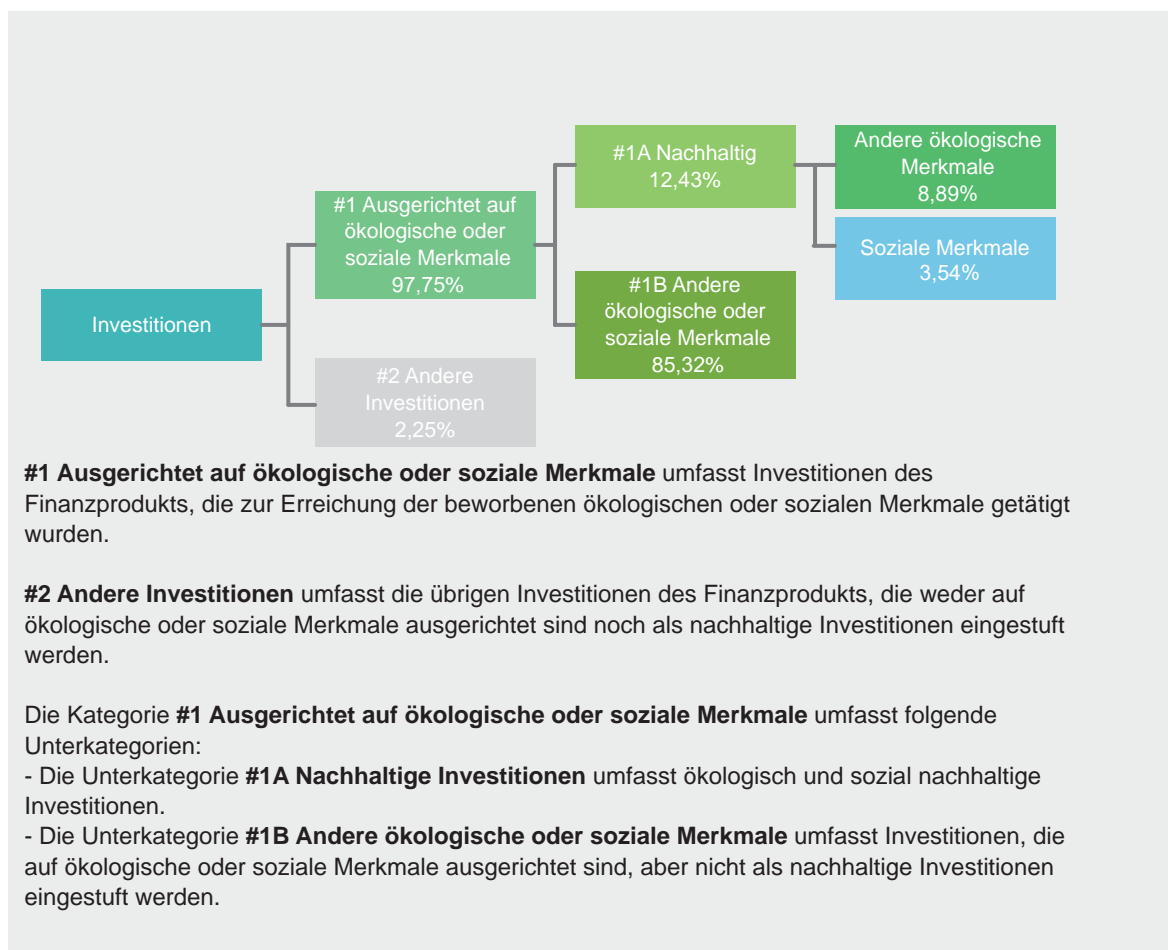 Investitionen
#1 Ausgerichtet auf
ökologische oder
soziale Merkmale
97,75%
#2 Andere
Investitionen
2,25%
#1A Nachhaltig
12,43%
#1B Andere
ökologische oder
soziale Merkmale
85,32%
Andere ökologische
Merkmale
8,89%
Soziale Merkmale
3,54%
#1 Ausgerichtet auf ökologische oder soziale Merkmale umfasst Investitionen des
Finanzprodukts, die zur Erreichung der beworbenen ökologischen oder sozialen Merkmale getätigt
wurden.
#2 Andere Investitionen umfasst die übrigen Investitionen des Finanzprodukts, die weder auf
ökologische oder soziale Merkmale ausgerichtet sind noch als nachhaltige Investitionen eingestuft
werden.
Die Kategorie #1 Ausgerichtet auf ökologische oder soziale Merkmale umfasst folgende
Unterkategorien:
- Die Unterkategorie #1A Nachhaltige Investitionen umfasst ökologisch und sozial nachhaltige
Investitionen.
- Die Unterkategorie #1B Andere ökologische oder soziale Merkmale umfasst Investitionen, die
auf ökologische oder soziale Merkmale ausgerichtet sind, aber nicht als nachhaltige Investitionen
eingestuft werden.